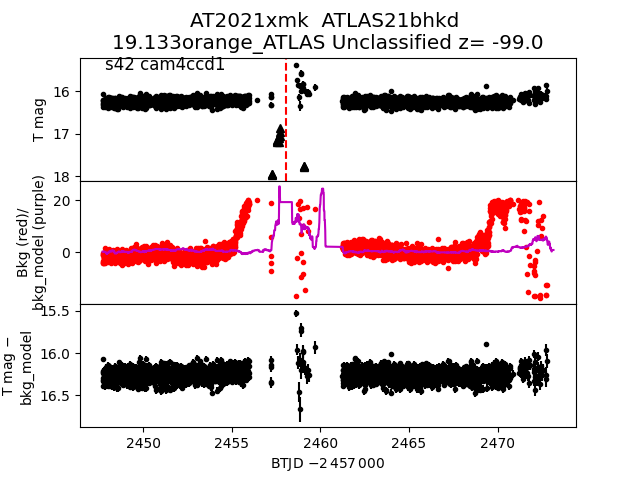 AT2021xmk  ATLAS21bhkd
19.133orange_ATLAS Unclassified z= -99.0
s42 cam4ccd1
T mag
16
17
18
Bkg (red)/
bkg_model (purple)
20
0
T mag −
bkg_model
15.5
16.0
16.5
2450
2455
2460
2465
2470
BTJD −2 457 000